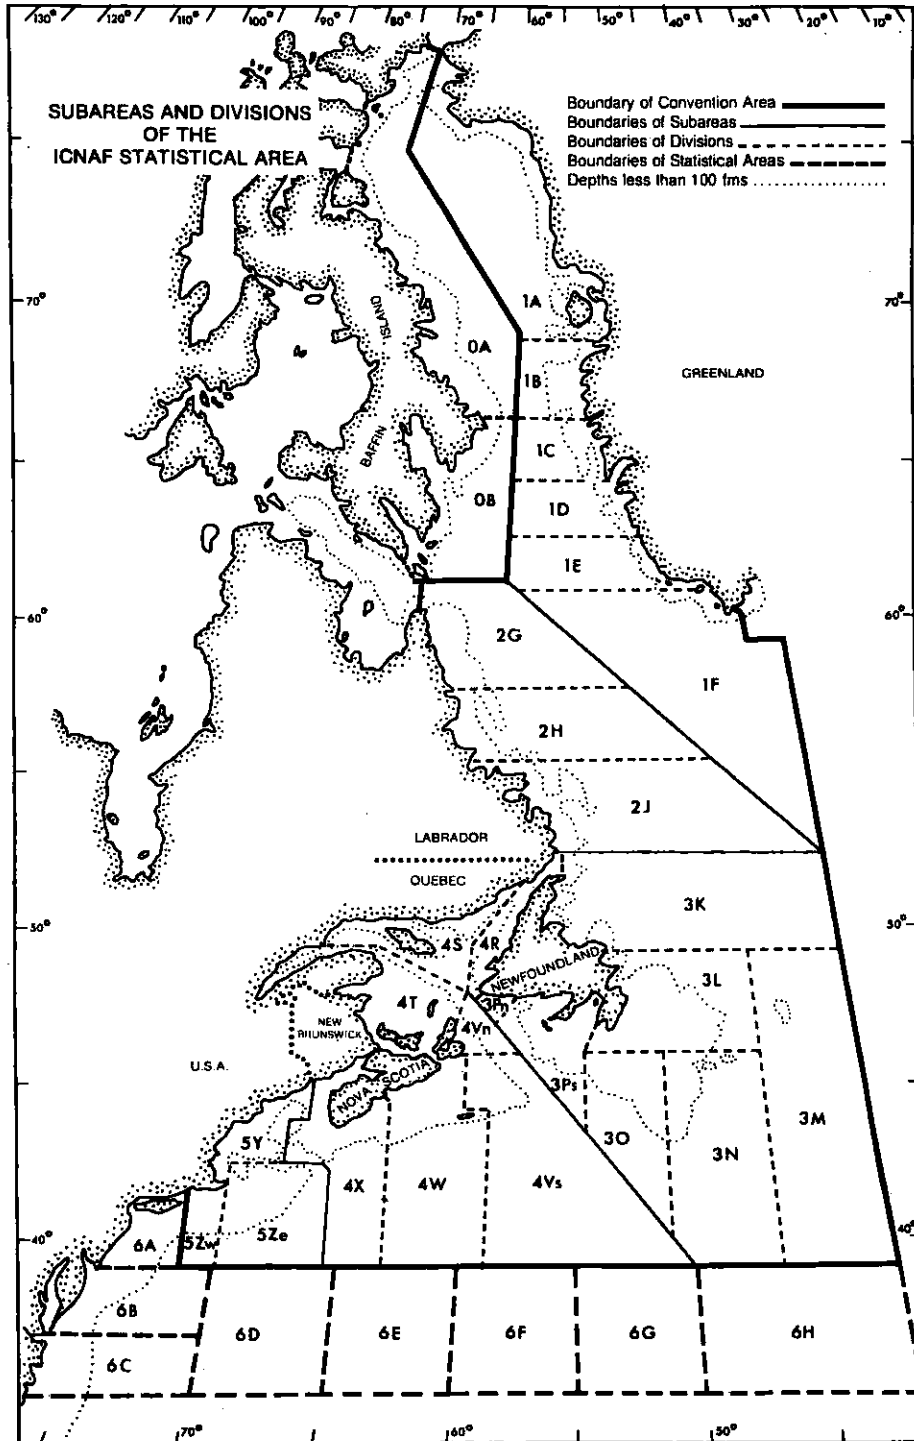 130° 120° 110° 100° 90° 80° 70° 60° 50° 40° 30° 20° 10°
SUBAREAS AND DIVISIONS
OF THE
ICNAF STATISTICAL AREA
Boundary of Convention Area
Boundaries of Subareas
Boundaries of Divisions
Boundaries of Statistical Areas
Depths less than 100 fms
70°
70°
1A
ISLAND
0A
1B
GREENLAND
BAFFIN
1C
0B
1D
1E
60°
60°
2G
1F
2H
2J
LABRADOR
QUEBEC
3K
50°
50°
4S
4R
NEWFOUNDLAND
3L
4T
3Pn
NEW
BRUNSWICK
4Vn
U.S.A.
NOVA SCOTIA
3Ps
3M
5Y
3O
3N
4X
4W
4Vs
40°
40°
6A
5Zw
5Ze
6B
6D
6E
6F
6G
6H
6C
70°
60°
50°